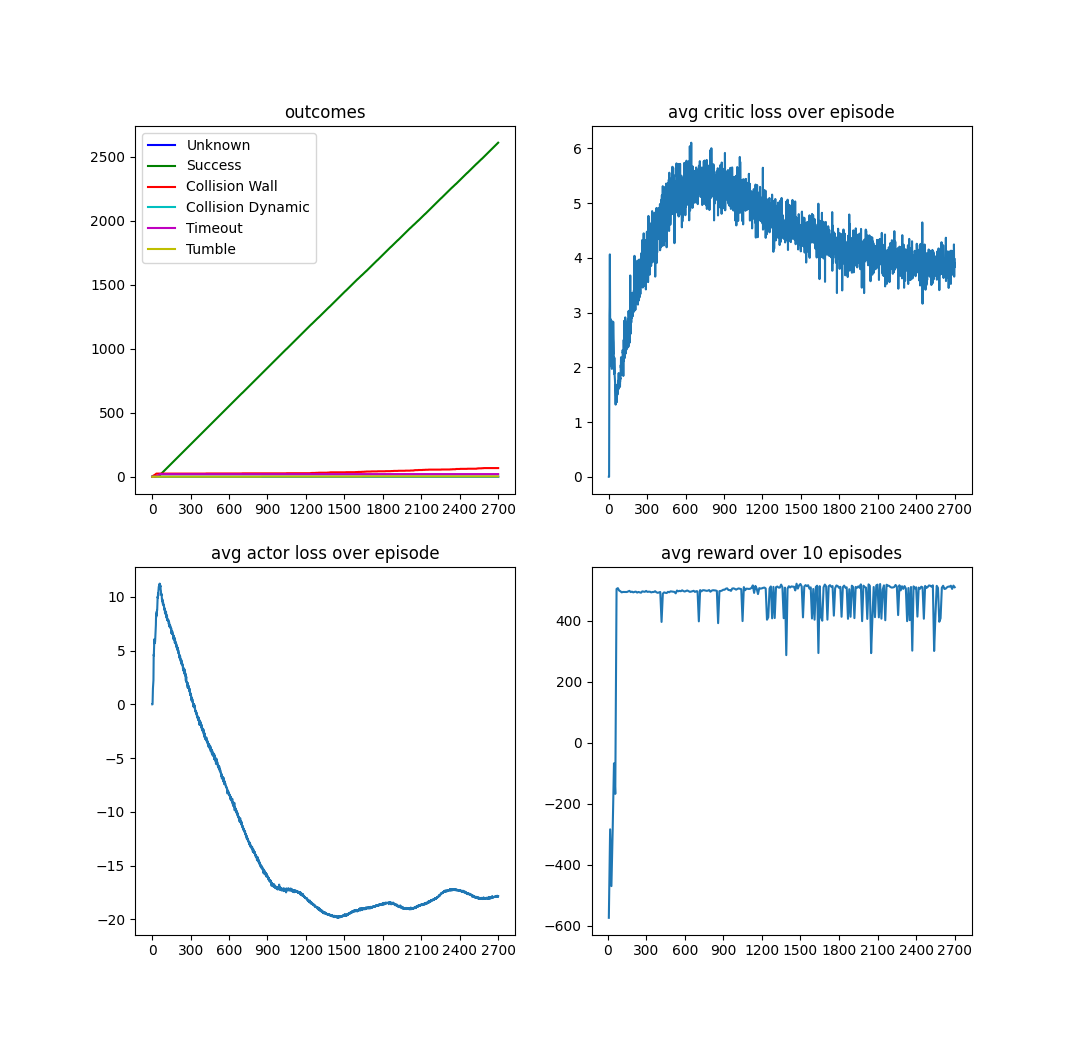 outcomes
Unknown
Success
Collision Wall
Collision Dynamic
Timeout
Tumble
2500
2000
1500
1000
500
0
0 300 600 900 1200 1500 1800 2100 2400 2700
avg critic loss over episode
6
5
4
3
2
1
0
0 300 600 900 1200 1500 1800 2100 2400 2700
avg actor loss over episode
10
5
0
−5
−10
−15
−20
0 300 600 900 1200 1500 1800 2100 2400 2700
avg reward over 10 episodes
400
200
0
−200
−400
−600
0 300 600 900 1200 1500 1800 2100 2400 2700